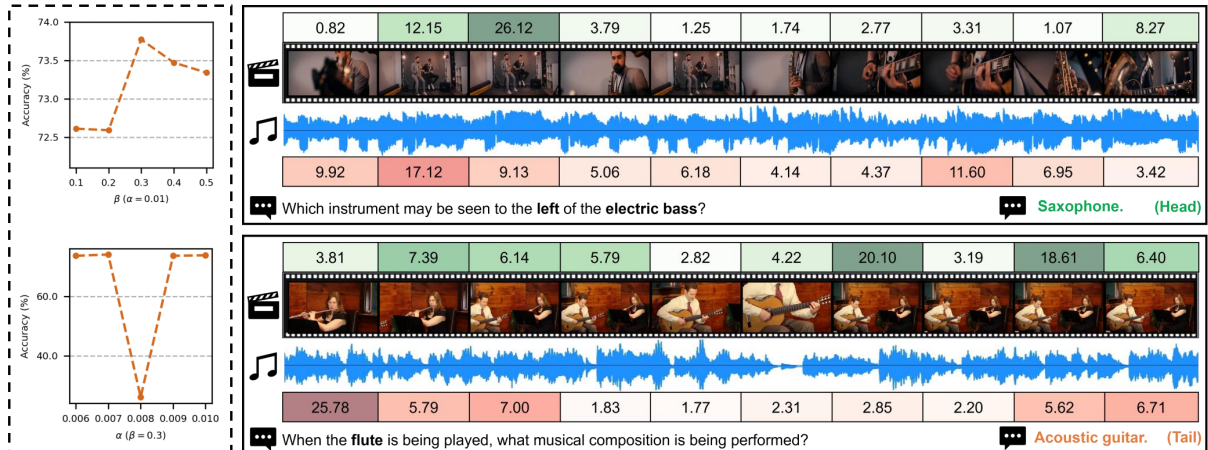 74.0
73.5
73.0
72.5
Accuracy (%)
0.1 0.2 0.3 0.4 0.5
β (α = 0.01)
60.0
40.0
Accuracy (%)
0.006 0.007 0.008 0.009 0.010
α (β = 0.3)
0.82 12.15 26.12 3.79 1.25 1.74 2.77 3.31 1.07 8.27
9.92 17.12 9.13 5.06 6.18 4.14 4.37 11.60 6.95 3.42
Which instrument may be seen to the left of the electric bass? Saxophone. (Head)
3.81 7.39 6.14 5.79 2.82 4.22 20.10 3.19 18.61 6.40
25.78 5.79 7.00 1.83 1.77 2.31 2.85 2.20 5.62 6.71
When the flute is being played, what musical composition is being performed? Acoustic guitar. (Tail)